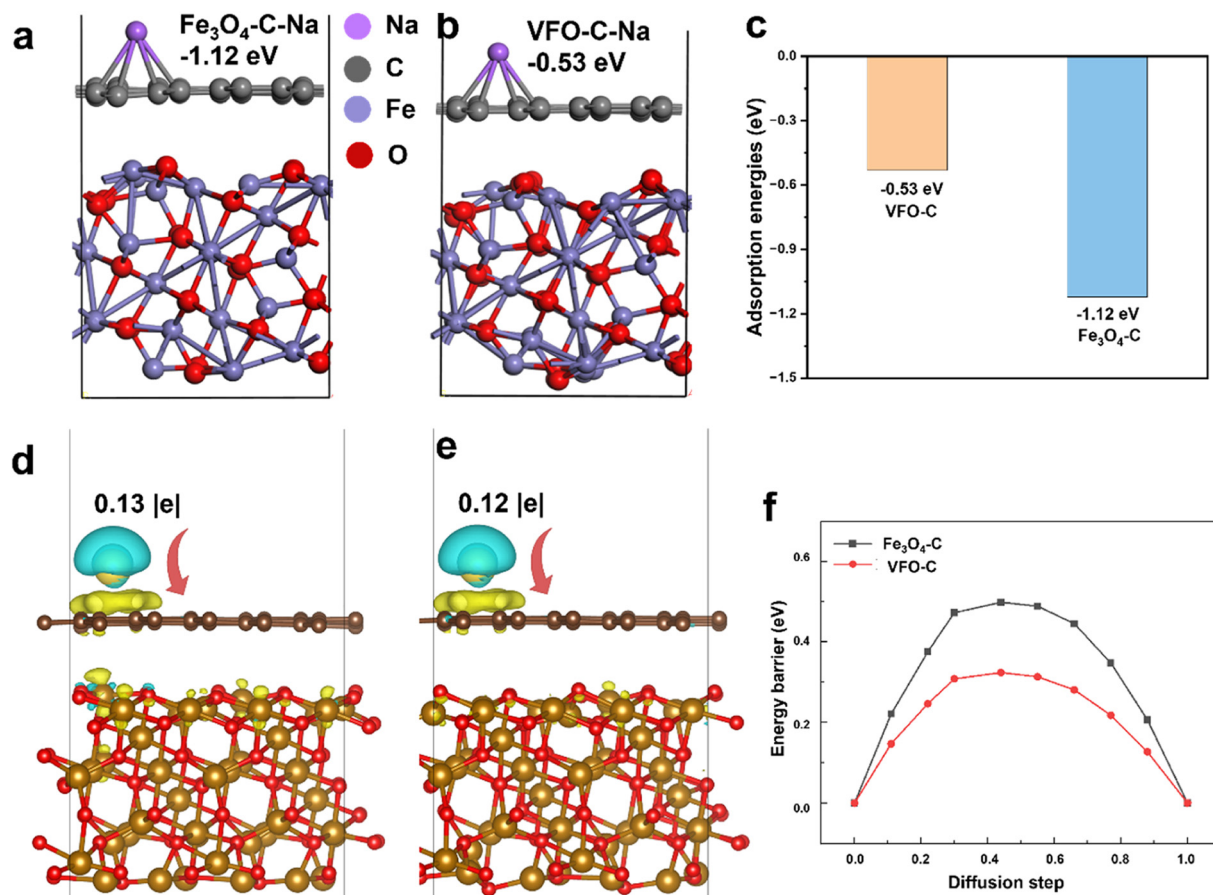 a
Fe₃O₄-C-Na
-1.12 eV
Na
C
Fe
O
b
VFO-C-Na
-0.53 eV
c
Adsorption energies (eV)
0.0
−0.3
−0.6
−0.9
−1.2
−1.5
-0.53 eV
VFO-C
-1.12 eV
Fe₃O₄-C
d
0.13 |e|
e
0.12 |e|
f
Fe₃O₄-C
VFO-C
Energy barrier (eV)
0.6
0.4
0.2
0.0
0.0 0.2 0.4 0.6 0.8 1.0
Diffusion step